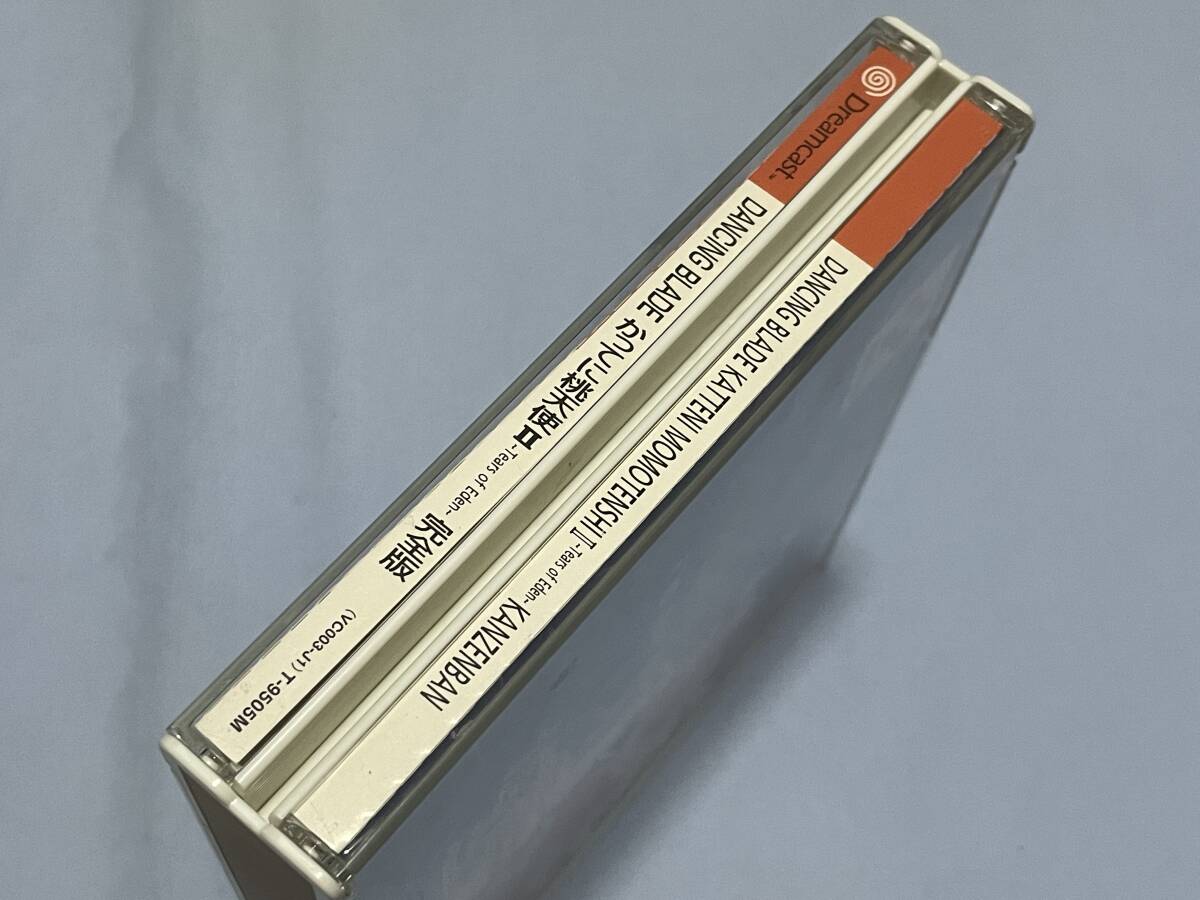 Dreamcast™
DANCING BLADE かってに桃天使II ~Tears of Eden~ 完全版
(VC003-J1) T-9505M
DANCING BLADE KATTENI MOMOTENSHI II ~Tears of Eden~ KANZENBAN